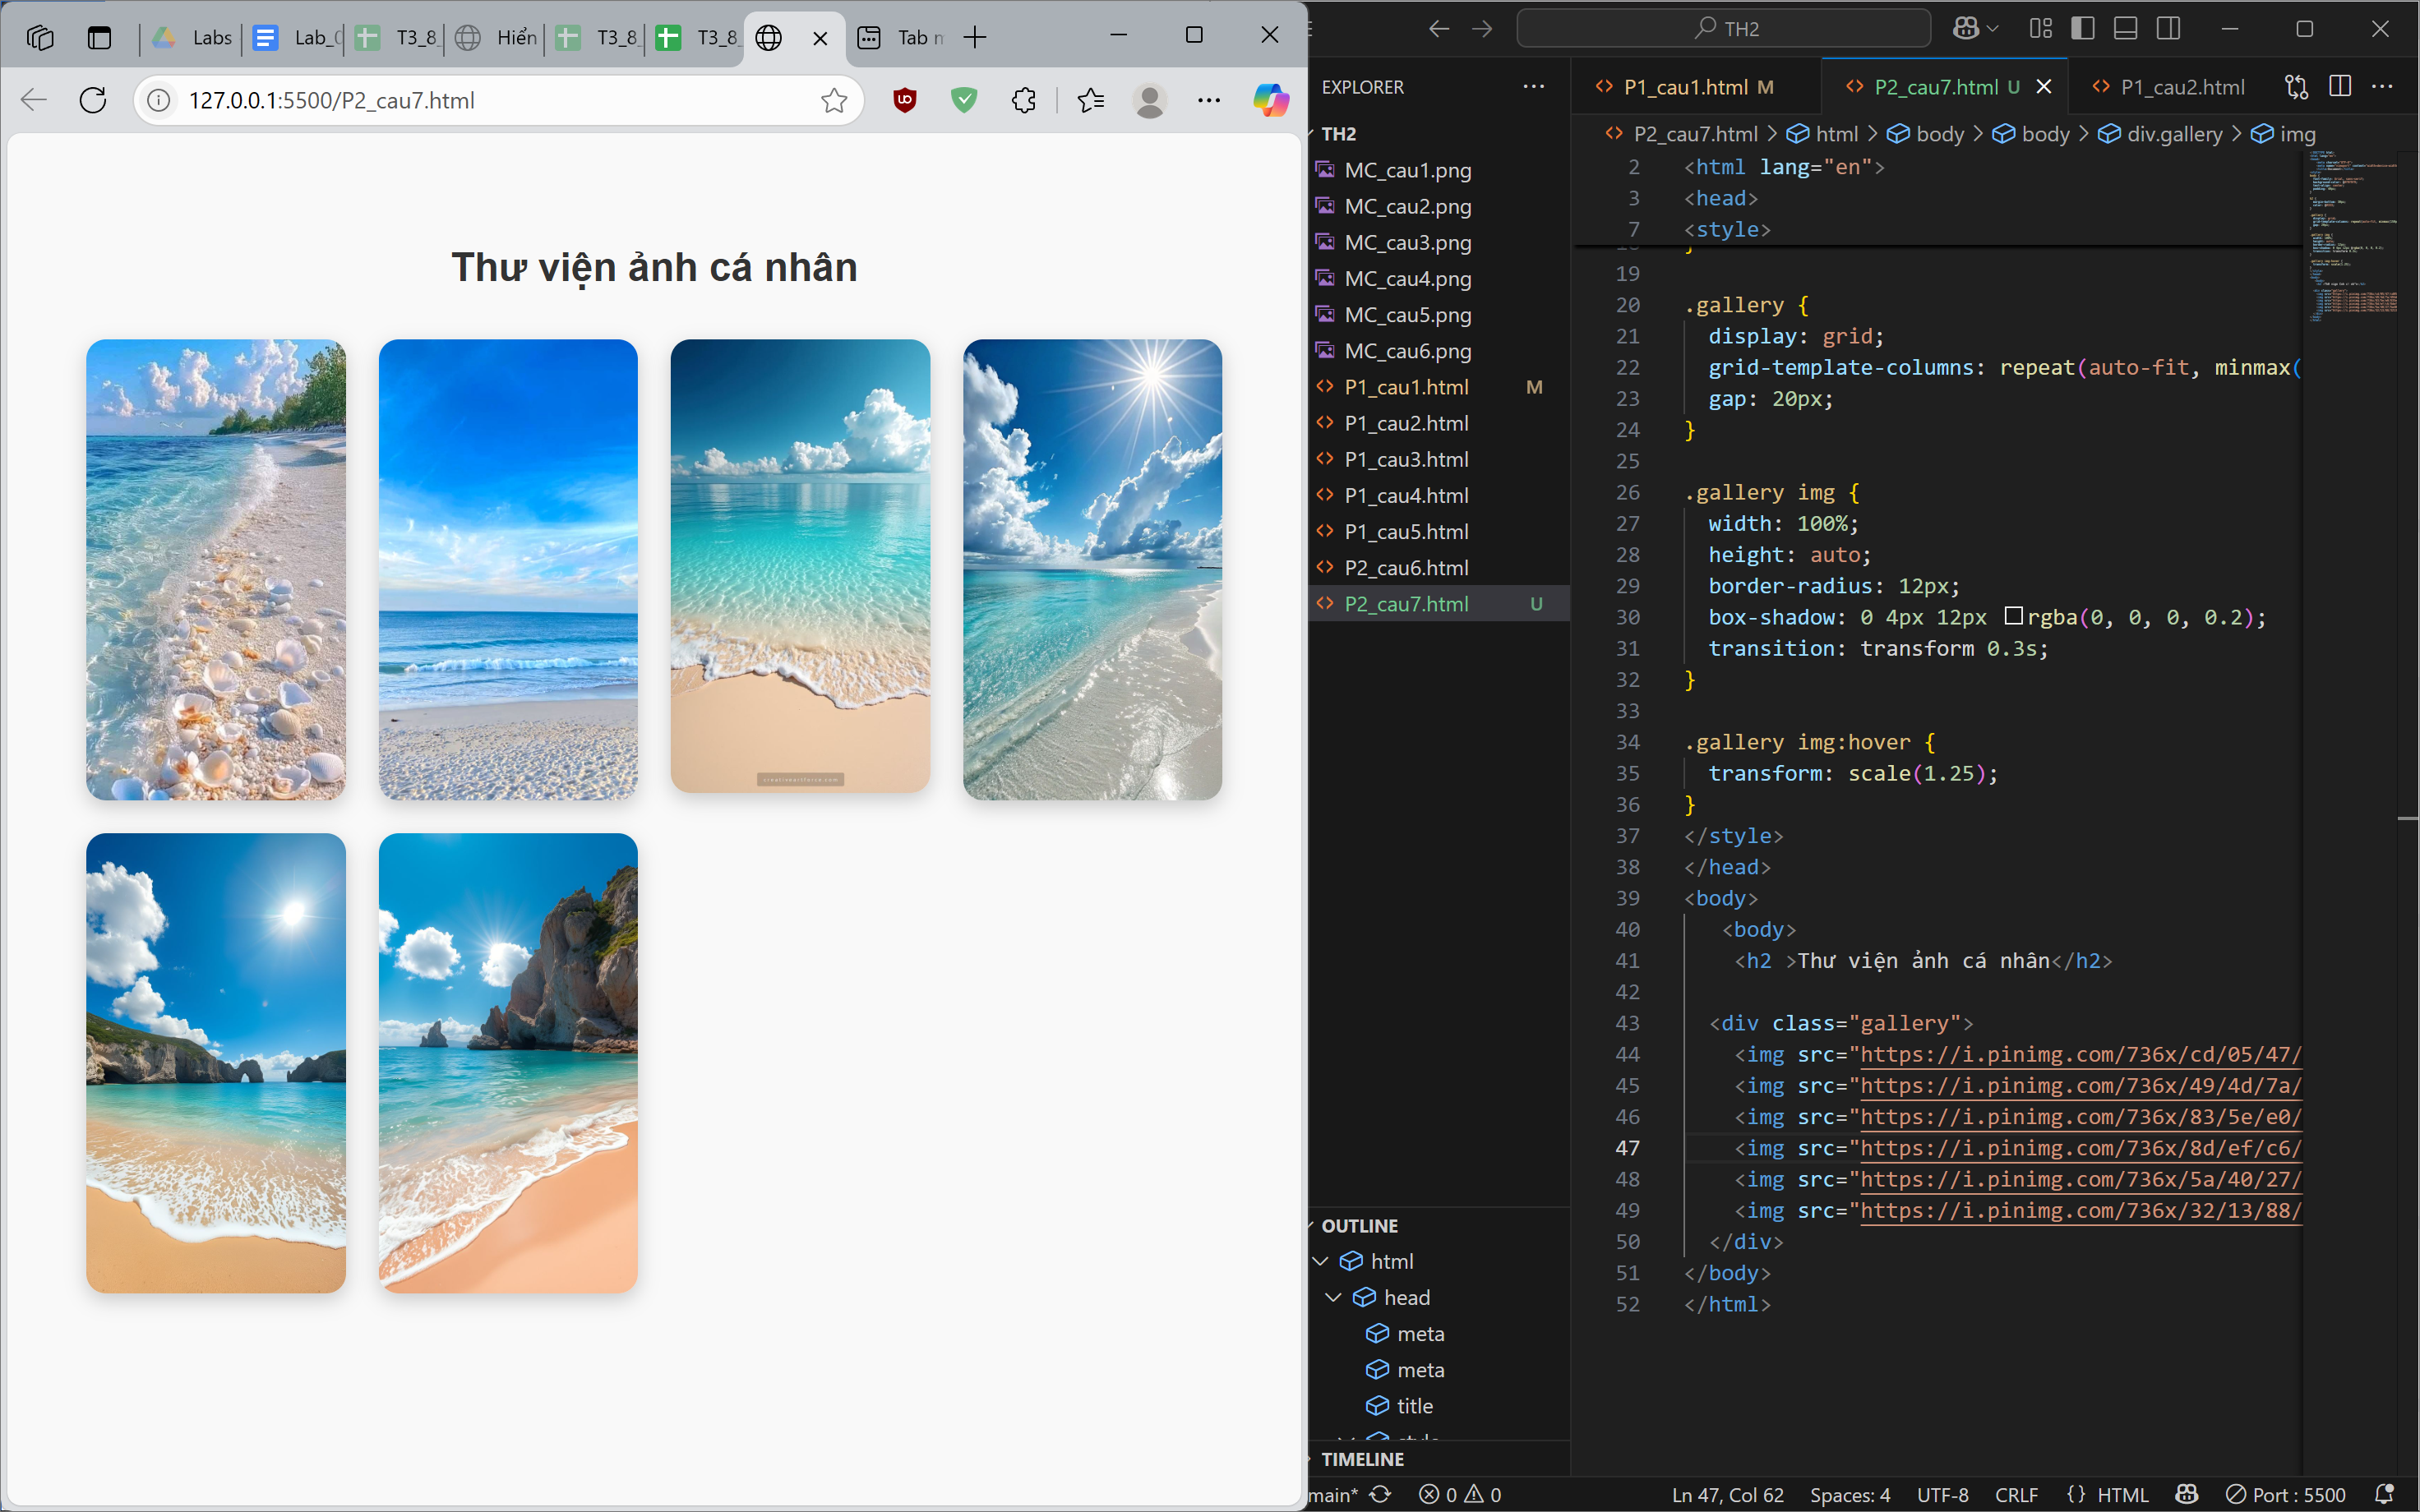 Labs
Lab_
T3_8
Hiển
T3_8
T3_8
Tab
127.0.0.1:5500/P2_cau7.html
Thư viện ảnh cá nhân
creativeartforce.com
TH2
EXPLORER
TH2
MC_cau1.png
MC_cau2.png
MC_cau3.png
MC_cau4.png
MC_cau5.png
MC_cau6.png
P1_cau1.html M
P1_cau2.html
P1_cau3.html
P1_cau4.html
P1_cau5.html
P2_cau6.html
P2_cau7.html U
OUTLINE
html
head
meta
meta
title
style
TIMELINE
P1_cau1.html M
P2_cau7.html U
P1_cau2.html
P2_cau7.html > html > body > body > div.gallery > img
2 <html lang="en">
3 <head>
7 <style>
19
20 .gallery {
21 display: grid;
22 grid-template-columns: repeat(auto-fit, minmax(
23 gap: 20px;
24 }
25
26 .gallery img {
27 width: 100%;
28 height: auto;
29 border-radius: 12px;
30 box-shadow: 0 4px 12px rgba(0, 0, 0, 0.2);
31 transition: transform 0.3s;
32 }
33
34 .gallery img:hover {
35 transform: scale(1.25);
36 }
37 </style>
38 </head>
39 <body>
40 <body>
41 <h2 >Thư viện ảnh cá nhân</h2>
42
43 <div class="gallery">
44 <img src="https://i.pinimg.com/736x/cd/05/47/
45 <img src="https://i.pinimg.com/736x/49/4d/7a/
46 <img src="https://i.pinimg.com/736x/83/5e/e0/
47 <img src="https://i.pinimg.com/736x/8d/ef/c6/
48 <img src="https://i.pinimg.com/736x/5a/40/27/
49 <img src="https://i.pinimg.com/736x/32/13/88/
50 </div>
51 </body>
52 </html>
main* 0 0 Ln 47, Col 62 Spaces: 4 UTF-8 CRLF {} HTML Port : 5500